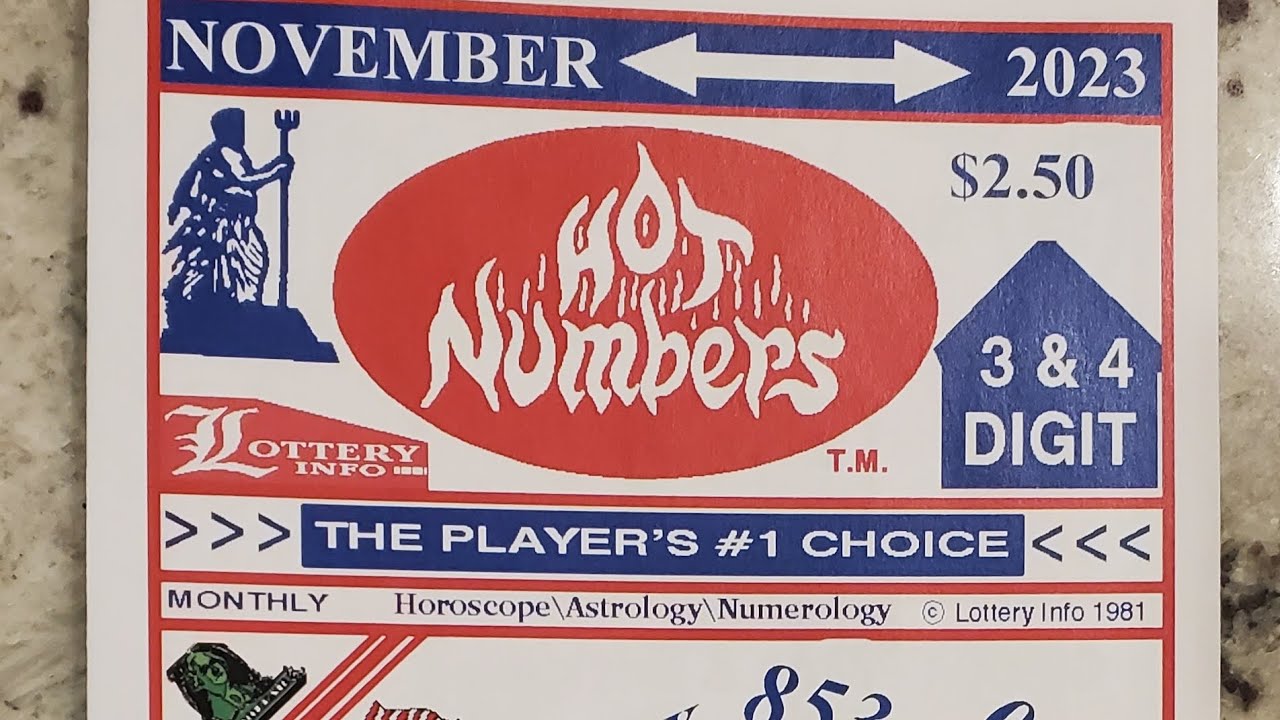 NOVEMBER 2023
$2.50
HOT
Numbers
T.M.
3 & 4
DIGIT
LOTTERY
INFO
>>> THE PLAYER'S #1 CHOICE <<<
MONTHLY Horoscope\Astrology\Numerology © Lottery Info 1981
853